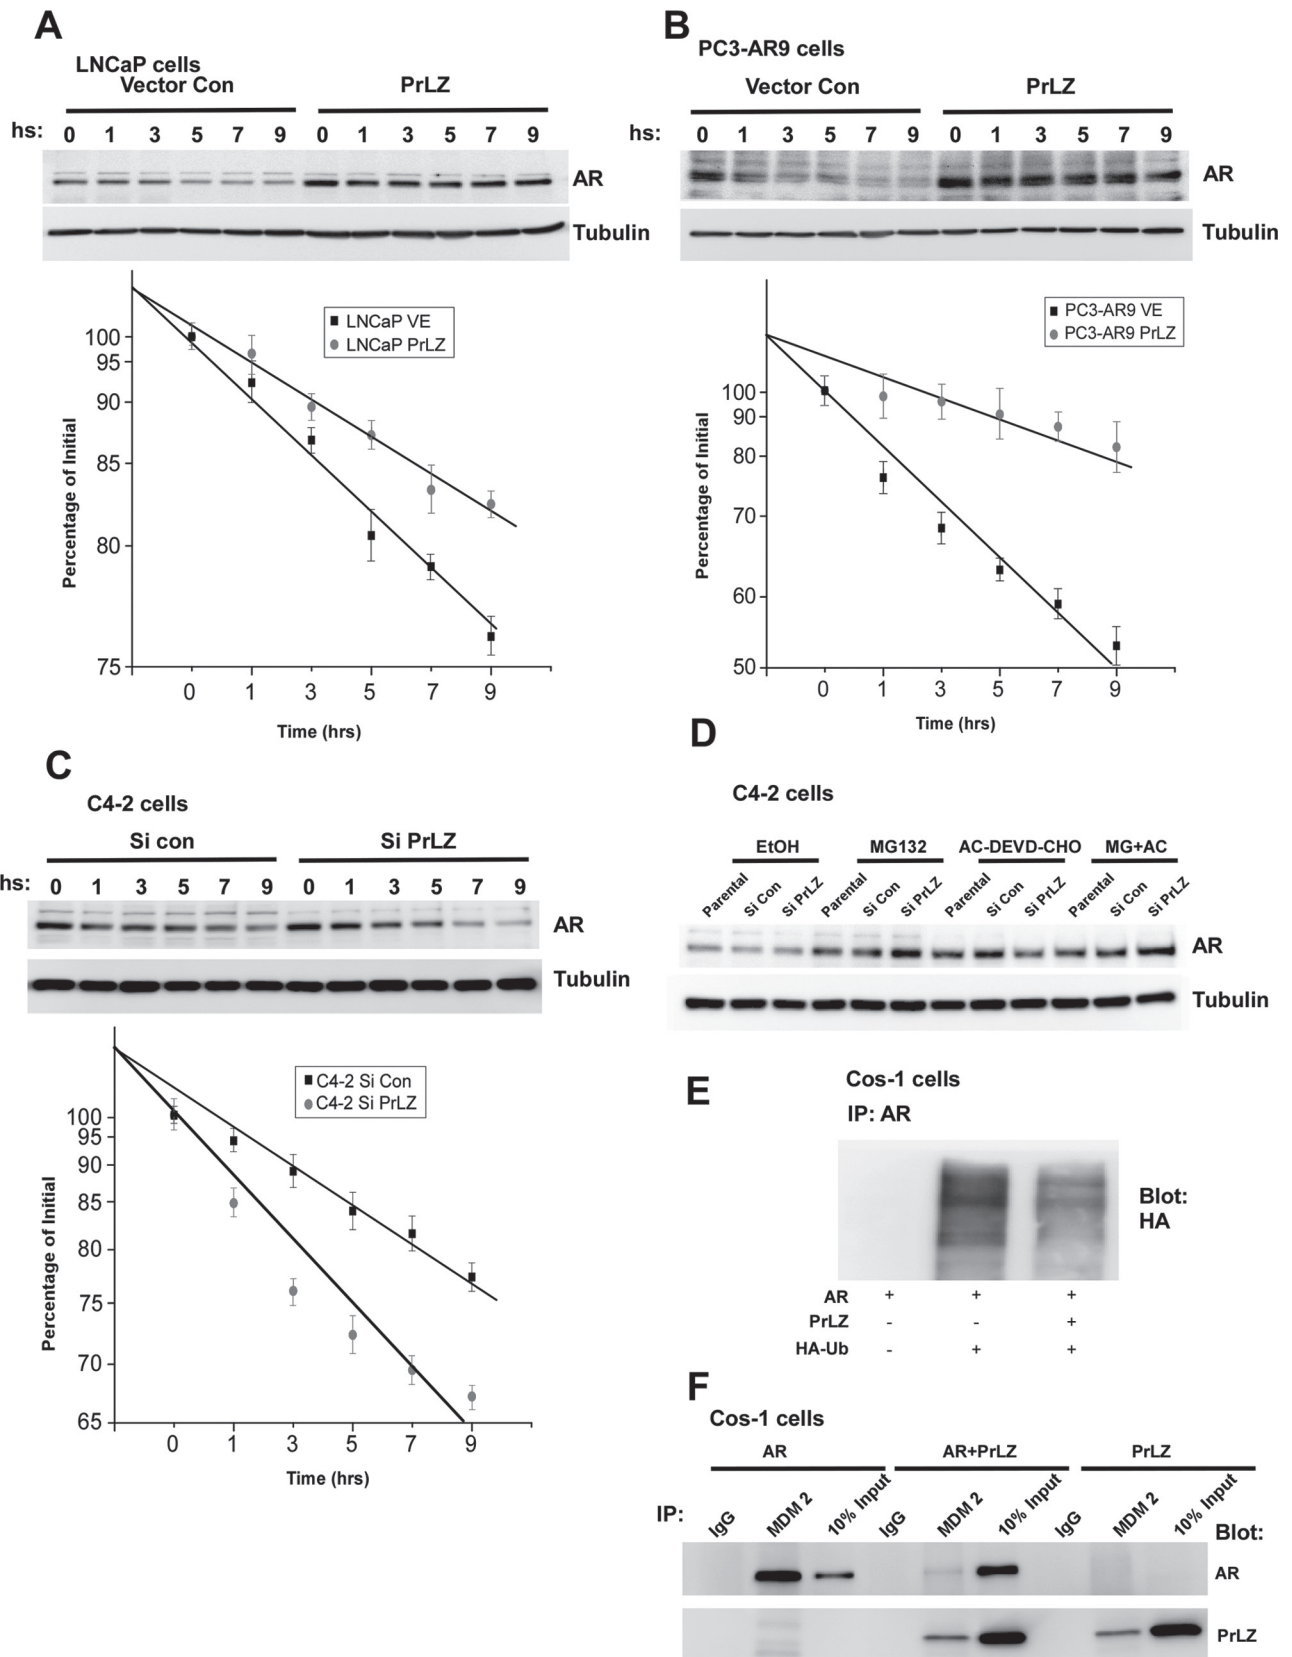 A
LNCaP cells
Vector Con PrLZ
hs: 0 1 3 5 7 9 0 1 3 5 7 9
AR
Tubulin
LNCaP VE
LNCaP PrLZ
Percentage of Initial
100
95
90
85
80
75
0 1 3 5 7 9
Time (hrs)
B
PC3-AR9 cells
Vector Con PrLZ
hs: 0 1 3 5 7 9 0 1 3 5 7 9
AR
Tubulin
PC3-AR9 VE
PC3-AR9 PrLZ
Percentage of Initial
100
90
80
70
60
50
0 1 3 5 7 9
Time (hrs)
C
C4-2 cells
Si con Si PrLZ
hs: 0 1 3 5 7 9 0 1 3 5 7 9
AR
Tubulin
C4-2 Si Con
C4-2 Si PrLZ
Percentage of Initial
100
95
90
85
80
75
70
65
0 1 3 5 7 9
Time (hrs)
D
C4-2 cells
EtOH MG132 AC-DEVD-CHO MG+AC
Parental Si Con Si PrLZ Parental Si Con Si PrLZ Parental Si Con Si PrLZ Parental Si Con Si PrLZ
AR
Tubulin
E
Cos-1 cells
IP: AR
Blot:
HA
AR + + +
PrLZ - - +
HA-Ub - + +
F
Cos-1 cells
AR AR+PrLZ PrLZ
IP: IgG MDM 2 10% Input IgG MDM 2 10% Input IgG MDM 2 10% Input
Blot:
AR
PrLZ